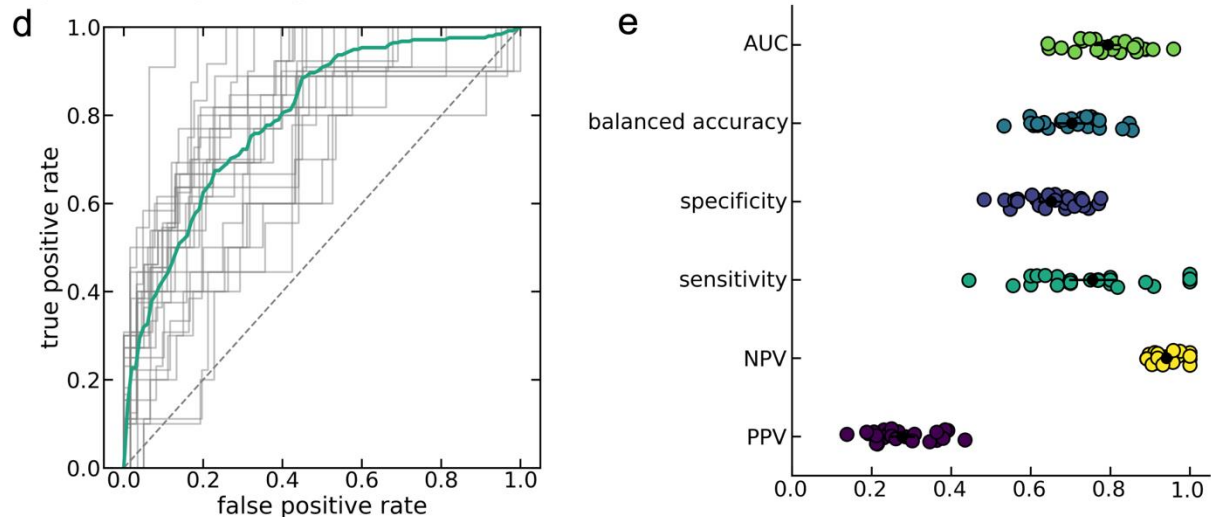 d
1.0
0.8
0.6
0.4
0.2
0.0
true positive rate
0.0 0.2 0.4 0.6 0.8 1.0
false positive rate
e
AUC
balanced accuracy
specificity
sensitivity
NPV
PPV
0.0 0.2 0.4 0.6 0.8 1.0